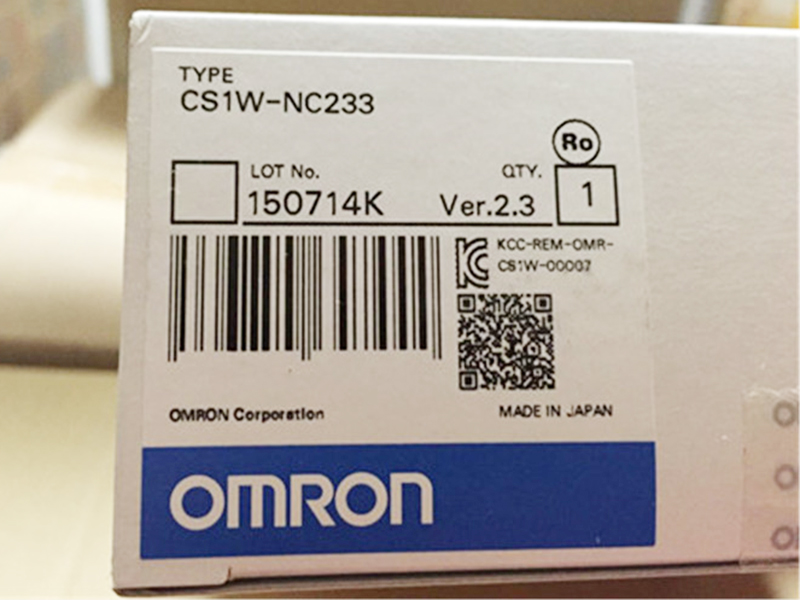 TYPE
CS1W-NC233
Ro
LOT No.
QTY.
150714K
Ver.2.3
1
KCC-REM-OMR-
CS1W-00007
OMRON Corporation
MADE IN JAPAN
OMRON